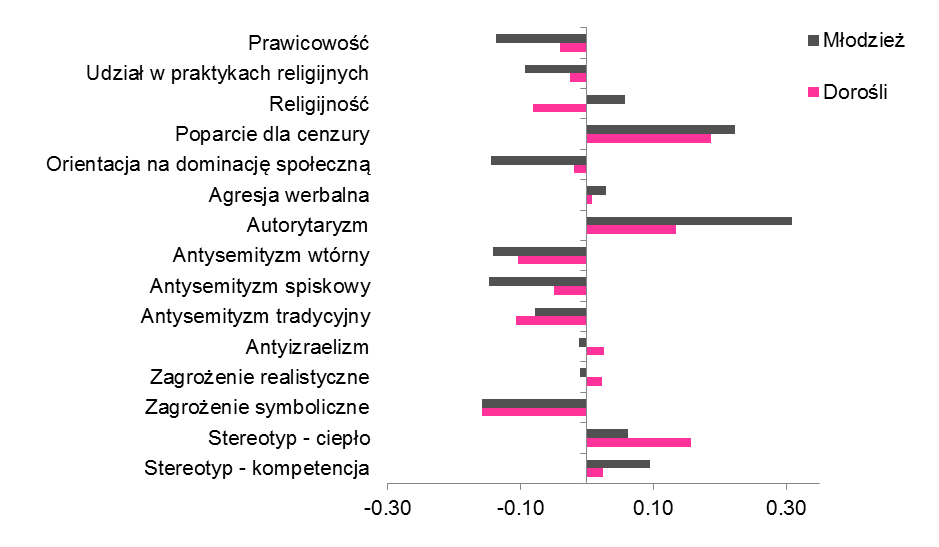 Prawicowość
Udział w praktykach religijnych
Religijność
Poparcie dla cenzury
Orientacja na dominację społeczną
Agresja werbalna
Autorytaryzm
Antysemityzm wtórny
Antysemityzm spiskowy
Antysemityzm tradycyjny
Antyizraelizm
Zagrożenie realistyczne
Zagrożenie symboliczne
Stereotyp - ciepło
Stereotyp - kompetencja
-0.30 -0.10 0.10 0.30
Młodzież
Dorośli